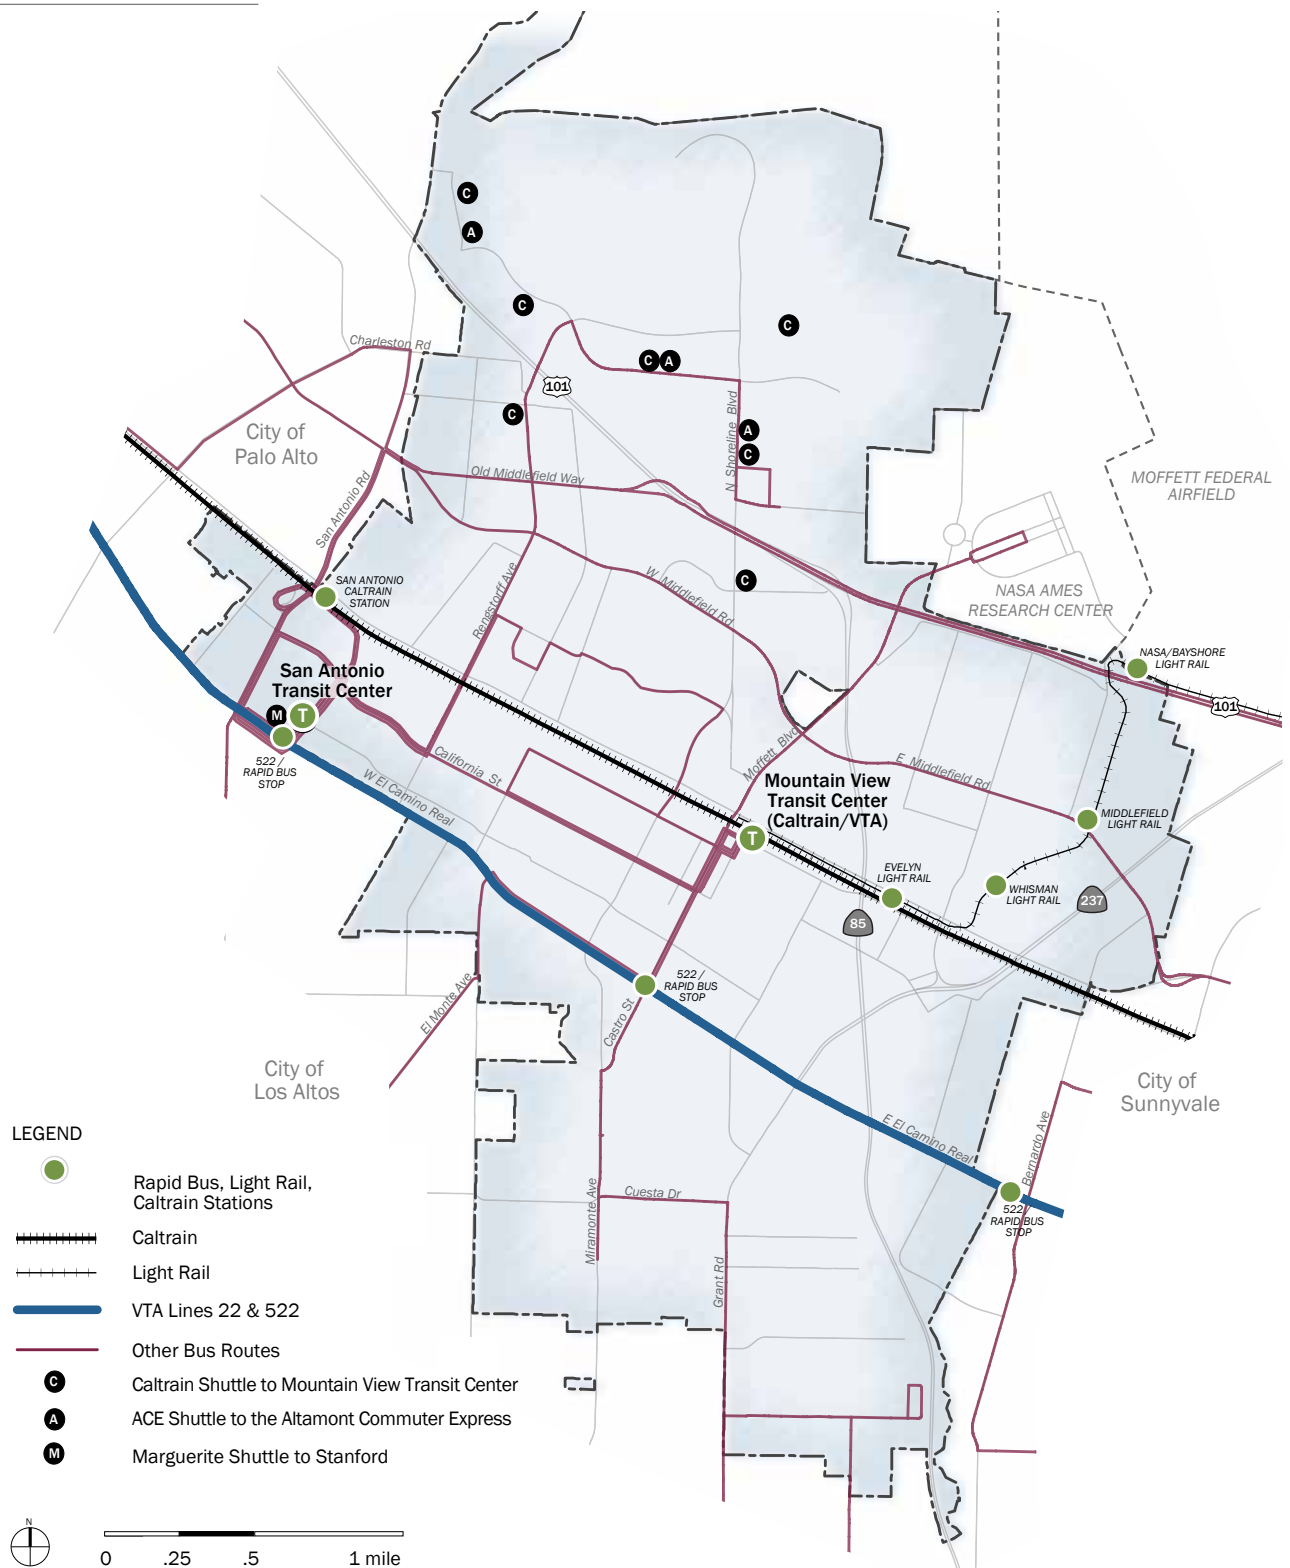 C
A
C
C
Charleston Rd
C A
101
C
N Shoreline Blvd
A
C
City of
Palo Alto
Old Middlefield Way
MOFFETT FEDERAL
AIRFIELD
San Antonio Rd
SAN ANTONIO
CALTRAIN
STATION
Rengstorff Ave
W Middlefield Rd
C
NASA AMES
RESEARCH CENTER
NASA/BAYSHORE
LIGHT RAIL
101
San Antonio
Transit Center
M T
522 /
RAPID BUS
STOP
California St
W El Camino Real
Moffett Blvd
E Middlefield Rd
Mountain View
Transit Center
(Caltrain/VTA)
T
MIDDLEFIELD
LIGHT RAIL
EVELYN
LIGHT RAIL
WHISMAN
LIGHT RAIL
237
85
522 /
RAPID BUS
STOP
El Monte Ave
Castro St
City of
Los Altos
City of
Sunnyvale
E El Camino Real
Bernardo Ave
522
RAPID BUS
STOP
Cuesta Dr
Miramonte Ave
Grant Rd
LEGEND
Rapid Bus, Light Rail,
Caltrain Stations
Caltrain
Light Rail
VTA Lines 22 & 522
Other Bus Routes
C Caltrain Shuttle to Mountain View Transit Center
A ACE Shuttle to the Altamont Commuter Express
M Marguerite Shuttle to Stanford
N
0 .25 .5 1 mile